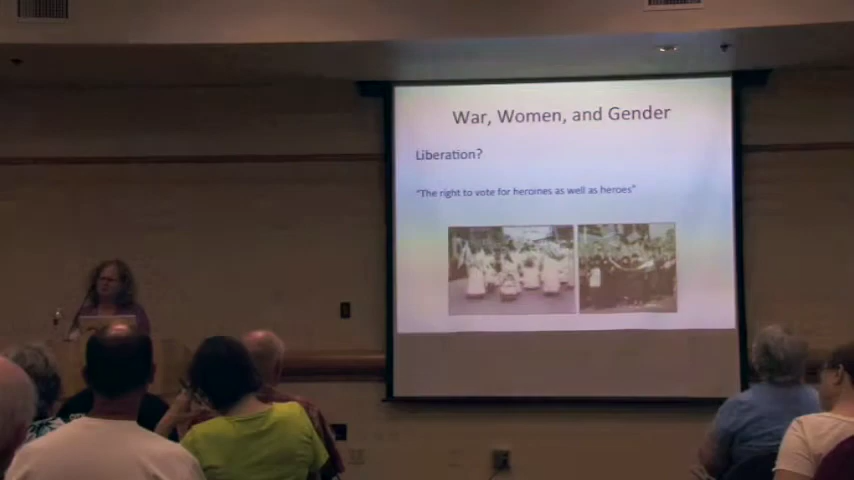 War, Women, and Gender
Liberation?
"The right to vote for heroines as well as heroes"